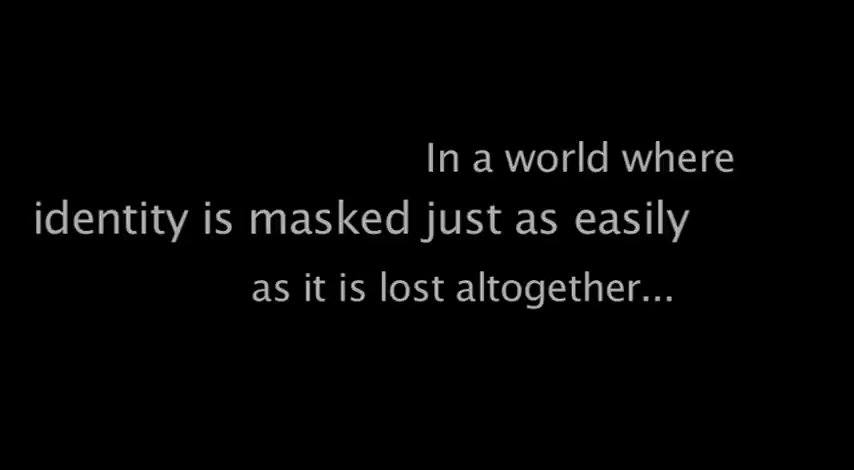 In a world where
identity is masked just as easily
as it is lost altogether...